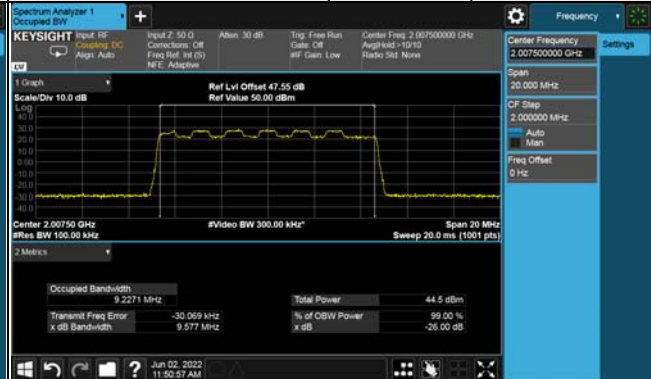 Spectrum Analyzer 1
Occupied BW
+
Frequency
KEYSIGHT
Input: RF
Coupling: DC
Align: Auto
Input Z: 50 Ω
Corrections: Off
Freq Ref: Int (S)
NFE: Adaptive
Atten: 30 dB
Trig: Free Run
Gate: Off
#IF Gain: Low
Center Freq: 2.007500000 GHz
Avg|Hold:>10/10
Radio Std: None
Center Frequency
2.007500000 GHz
Settings
Span
20.000 MHz
CF Step
2.000000 MHz
Auto
Man
Freq Offset
0 Hz
1 Graph
Scale/Div 10.0 dB
Ref Lvl Offset 47.55 dB
Ref Value 50.00 dBm
Log
40.0
30.0
20.0
10.0
0.00
-10.0
-20.0
-30.0
-40.0
Center 2.00750 GHz
#Res BW 100.00 kHz
#Video BW 300.00 kHz*
Span 20 MHz
Sweep 20.0 ms (1001 pts)
2 Metrics
Occupied Bandwidth
9.2271 MHz
Total Power
44.5 dBm
Transmit Freq Error
-30.069 kHz
% of OBW Power
99.00 %
x dB Bandwidth
9.577 MHz
x dB
-26.00 dB
?
Jun 02, 2022
11:50:57 AM